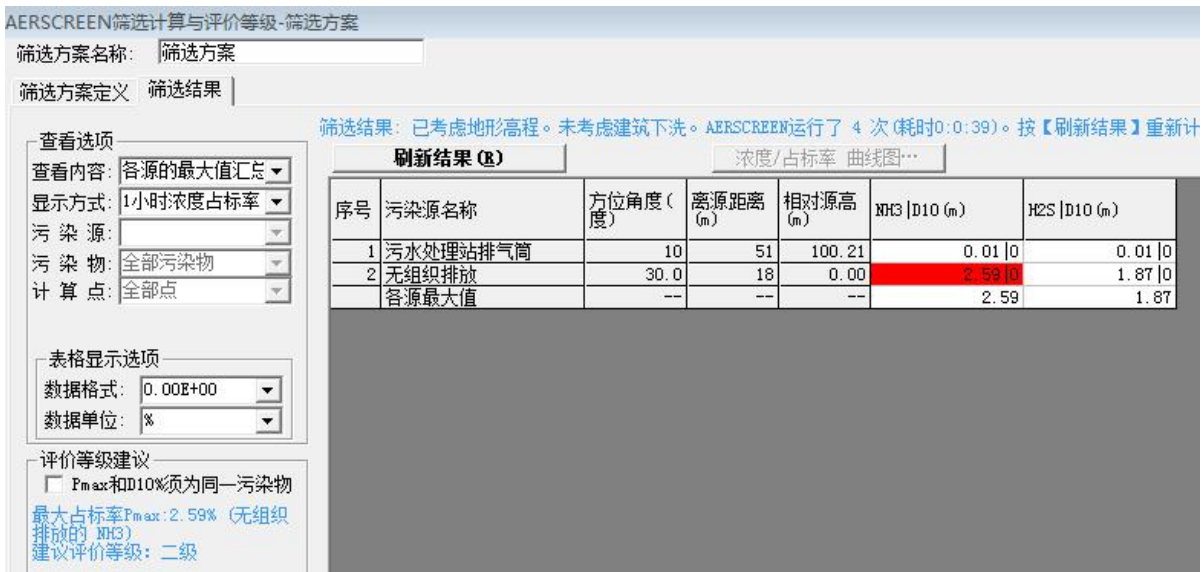 AERSCREEN筛选计算与评价等级-筛选方案
筛选方案名称: 筛选方案
筛选方案定义 筛选结果
筛选结果: 已考虑地形高程。未考虑建筑下洗。AERSCREEN运行了 4 次(耗时0:0:39)。按【刷新结果】重新计
查看选项
查看内容: 各源的最大值汇总
显示方式: 1小时浓度占标率
污 染 源:
污 染 物: 全部污染物
计 算 点: 全部点
表格显示选项
数据格式: 0.00E+00
数据单位: %
评价等级建议
Pmax和D10%须为同一污染物
最大占标率Pmax:2.59% (无组织
排放的 NH3)
建议评价等级: 二级
刷新结果(R) 浓度/占标率 曲线图…
序号 污染源名称 方位角度(度) 离源距离(m) 相对源高(m) NH3|D10(m) H2S|D10(m)
1 污水处理站排气筒 10 51 100.21 0.01|0 0.01|0
2 无组织排放 30.0 18 0.00 2.59|0 1.87|0
各源最大值 -- -- -- 2.59 1.87